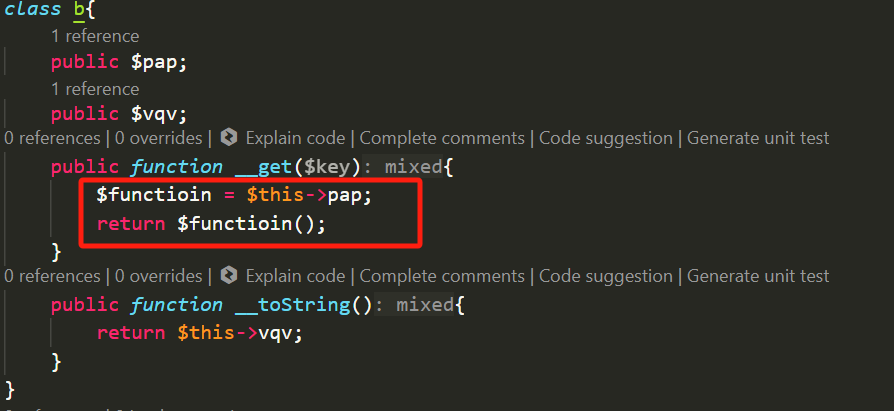 class b{
1 reference
public $pap;
1 reference
public $vqv;
0 references | 0 overrides | Explain code | Complete comments | Code suggestion | Generate unit test
public function __get($key): mixed{
$functioin = $this->pap;
return $functioin();
}
0 references | 0 overrides | Explain code | Complete comments | Code suggestion | Generate unit test
public function __toString(): mixed{
return $this->vqv;
}
}